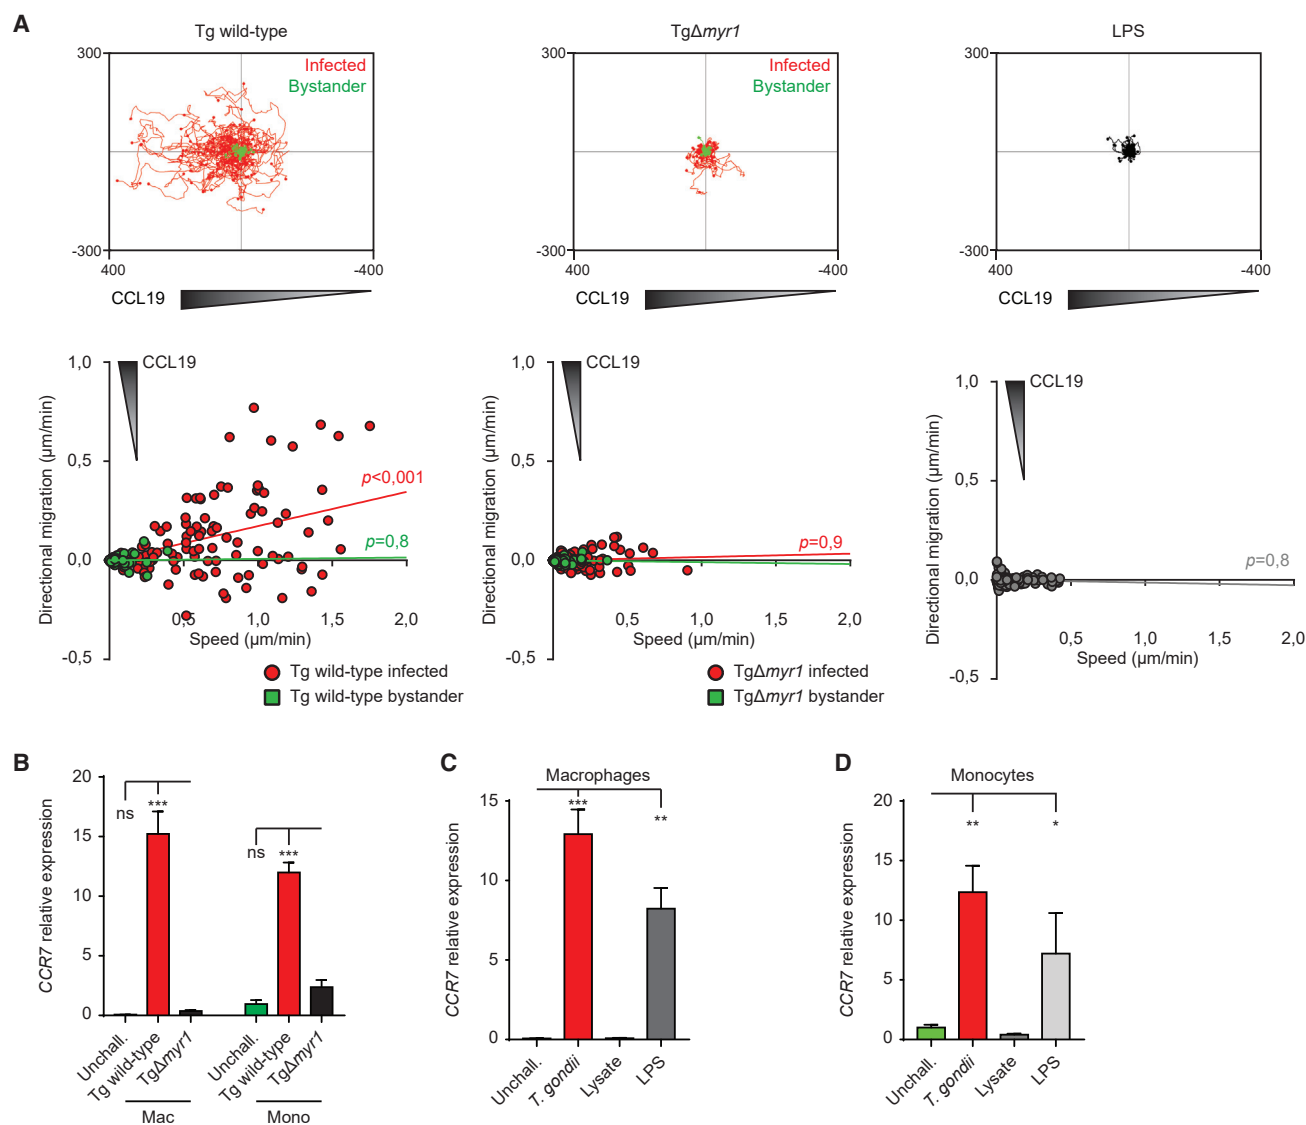 A
Tg wild-type
TgΔmyr1
LPS
300
Infected
Bystander
-300
400
-400
CCL19
300
Infected
Bystander
-300
400
-400
CCL19
300
-300
400
-400
CCL19
Directional migration (µm/min)
1,0
0,5
0,0
-0,5
CCL19
p<0,001
p=0,8
0,5
1,0
1,5
2,0
Speed (µm/min)
Tg wild-type infected
Tg wild-type bystander
Directional migration (µm/min)
1,0
0,5
0,0
-0,5
CCL19
p=0,9
0,5
1,0
1,5
2,0
Speed (µm/min)
TgΔmyr1 infected
TgΔmyr1 bystander
Directional migration (µm/min)
1,0
0,5
0,0
-0,5
CCL19
p=0,8
0,5
1,0
1,5
2,0
Speed (µm/min)
B
CCR7 relative expression
20
15
10
5
0
ns
***
ns
***
Unchall.
Tg wild-type
TgΔmyr1
Unchall.
Tg wild-type
TgΔmyr1
Mac
Mono
C
Macrophages
CCR7 relative expression
15
10
5
0
***
**
Unchall.
T. gondii
Lysate
LPS
D
Monocytes
CCR7 relative expression
20
15
10
5
0
**
*
Unchall.
T. gondii
Lysate
LPS